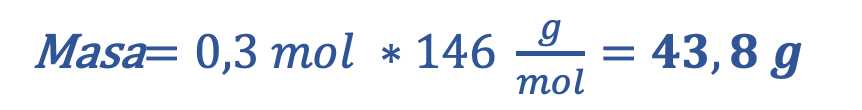 Masa= 0,3 mol * 146 g/mol = 43,8 g